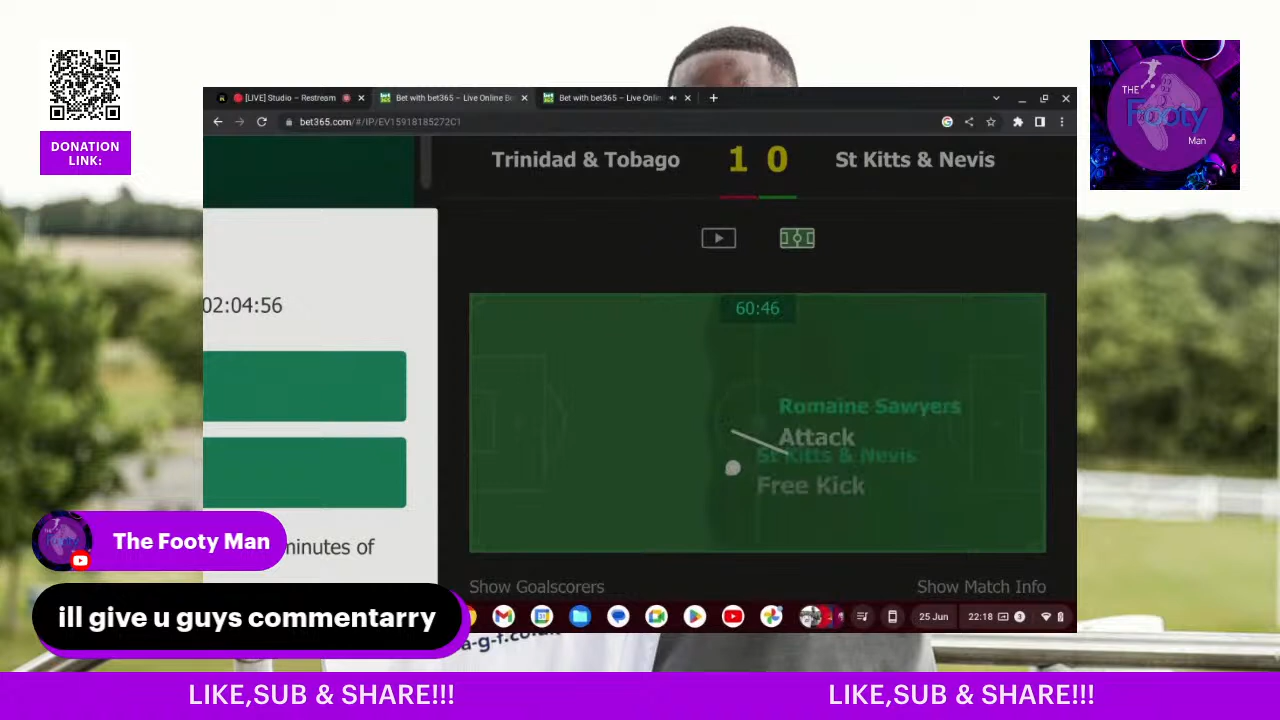 DONATION
LINK:
THE
Footy
Man
[LIVE] Studio – Restream
Bet with bet365 – Live Online Be
Bet with bet365 – Live Onlin
bet365.com/#/IP/EV15918185272C1
Trinidad & Tobago 1 0 St Kitts & Nevis
02:04:56
60:46
Romaine Sawyers
Attack
St Kitts & Nevis
Free Kick
The Footy Man
minutes of
Show Goalscorers
Show Match Info
ill give u guys commentarry
25 Jun
22:18
LIKE,SUB & SHARE!!!
LIKE,SUB & SHARE!!!